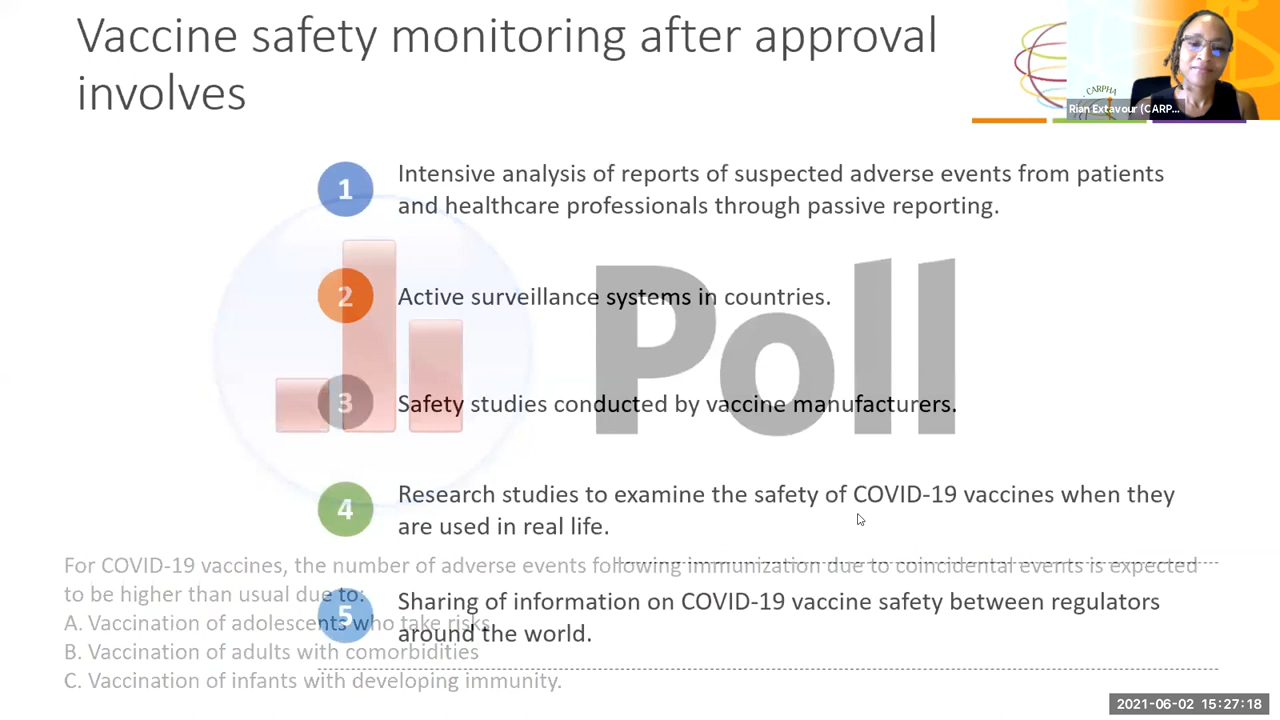 Vaccine safety monitoring after approval
involves
CARPHA
Rian Extavour (CARP...
1
Intensive analysis of reports of suspected adverse events from patients
and healthcare professionals through passive reporting.
2
Active surveillance systems in countries.
Poll
3
Safety studies conducted by vaccine manufacturers.
4
Research studies to examine the safety of COVID-19 vaccines when they
are used in real life.
For COVID-19 vaccines, the number of adverse events following immunization due to coincidental events is expected
to be higher than usual due to:
5
Sharing of information on COVID-19 vaccine safety between regulators
around the world.
A. Vaccination of adolescents who take risks
B. Vaccination of adults with comorbidities
C. Vaccination of infants with developing immunity.
2021-06-02 15:27:18